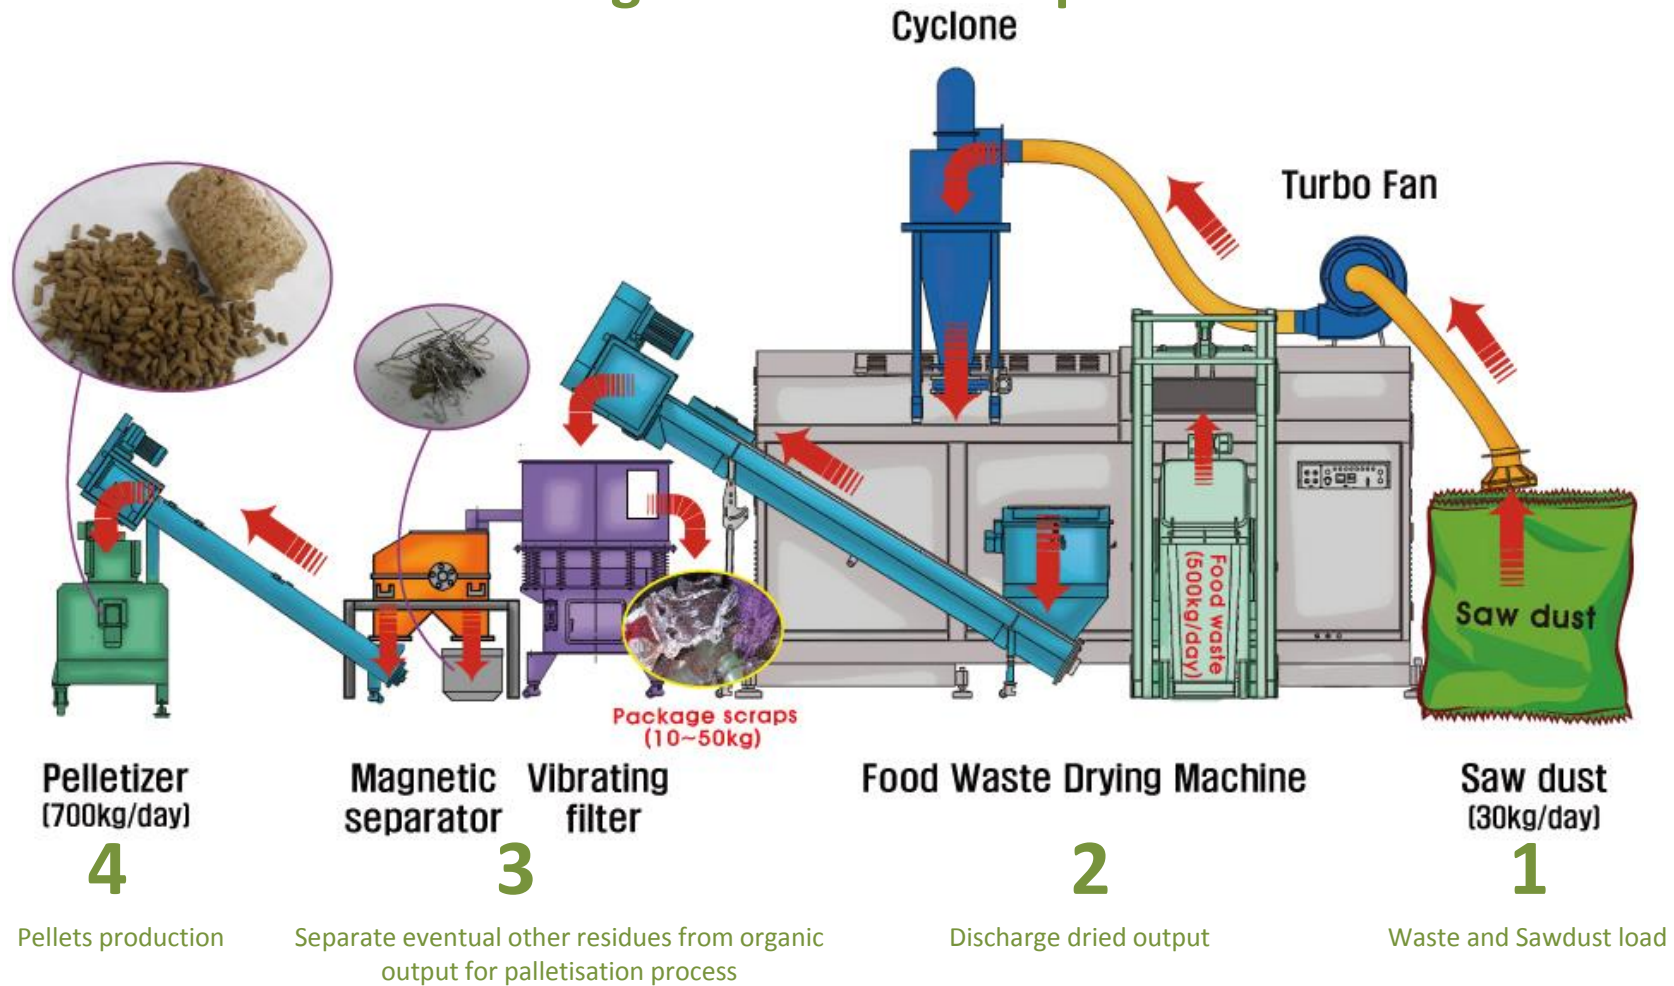 Cyclone
Turbo Fan
Food waste
(500kg/day)
Saw dust
Package scraps
(10~50kg)
Pelletizer
(700kg/day)
Magnetic
separator
Vibrating
filter
Food Waste Drying Machine
Saw dust
(30kg/day)
4
3
2
1
Pellets production
Separate eventual other residues from organic
output for palletisation process
Discharge dried output
Waste and Sawdust load